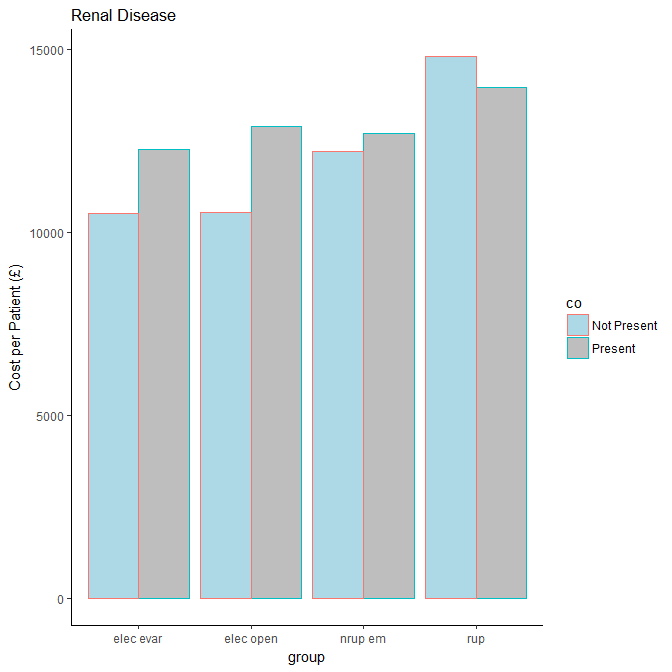 Renal Disease
15000
10000
5000
0
Cost per Patient (£)
elec evar
elec open
nrup em
rup
group
co
Not Present
Present